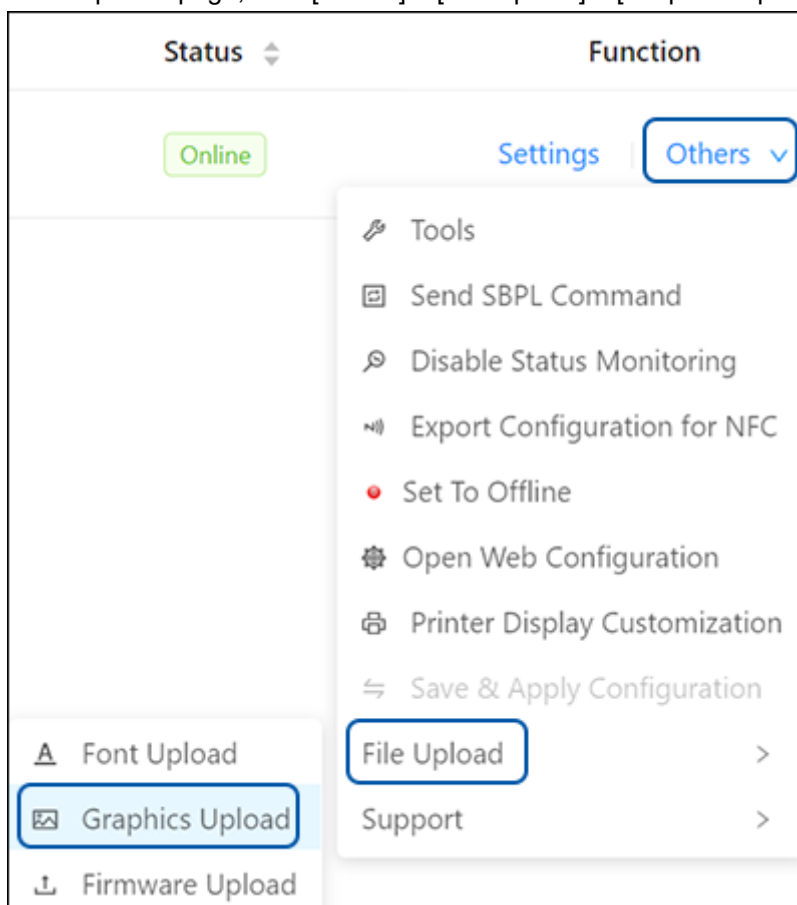 Status Function
Online Settings Others
Tools
Send SBPL Command
Disable Status Monitoring
Export Configuration for NFC
Set To Offline
Open Web Configuration
Printer Display Customization
Save & Apply Configuration
A Font Upload File Upload >
Graphics Upload Support >
Firmware Upload